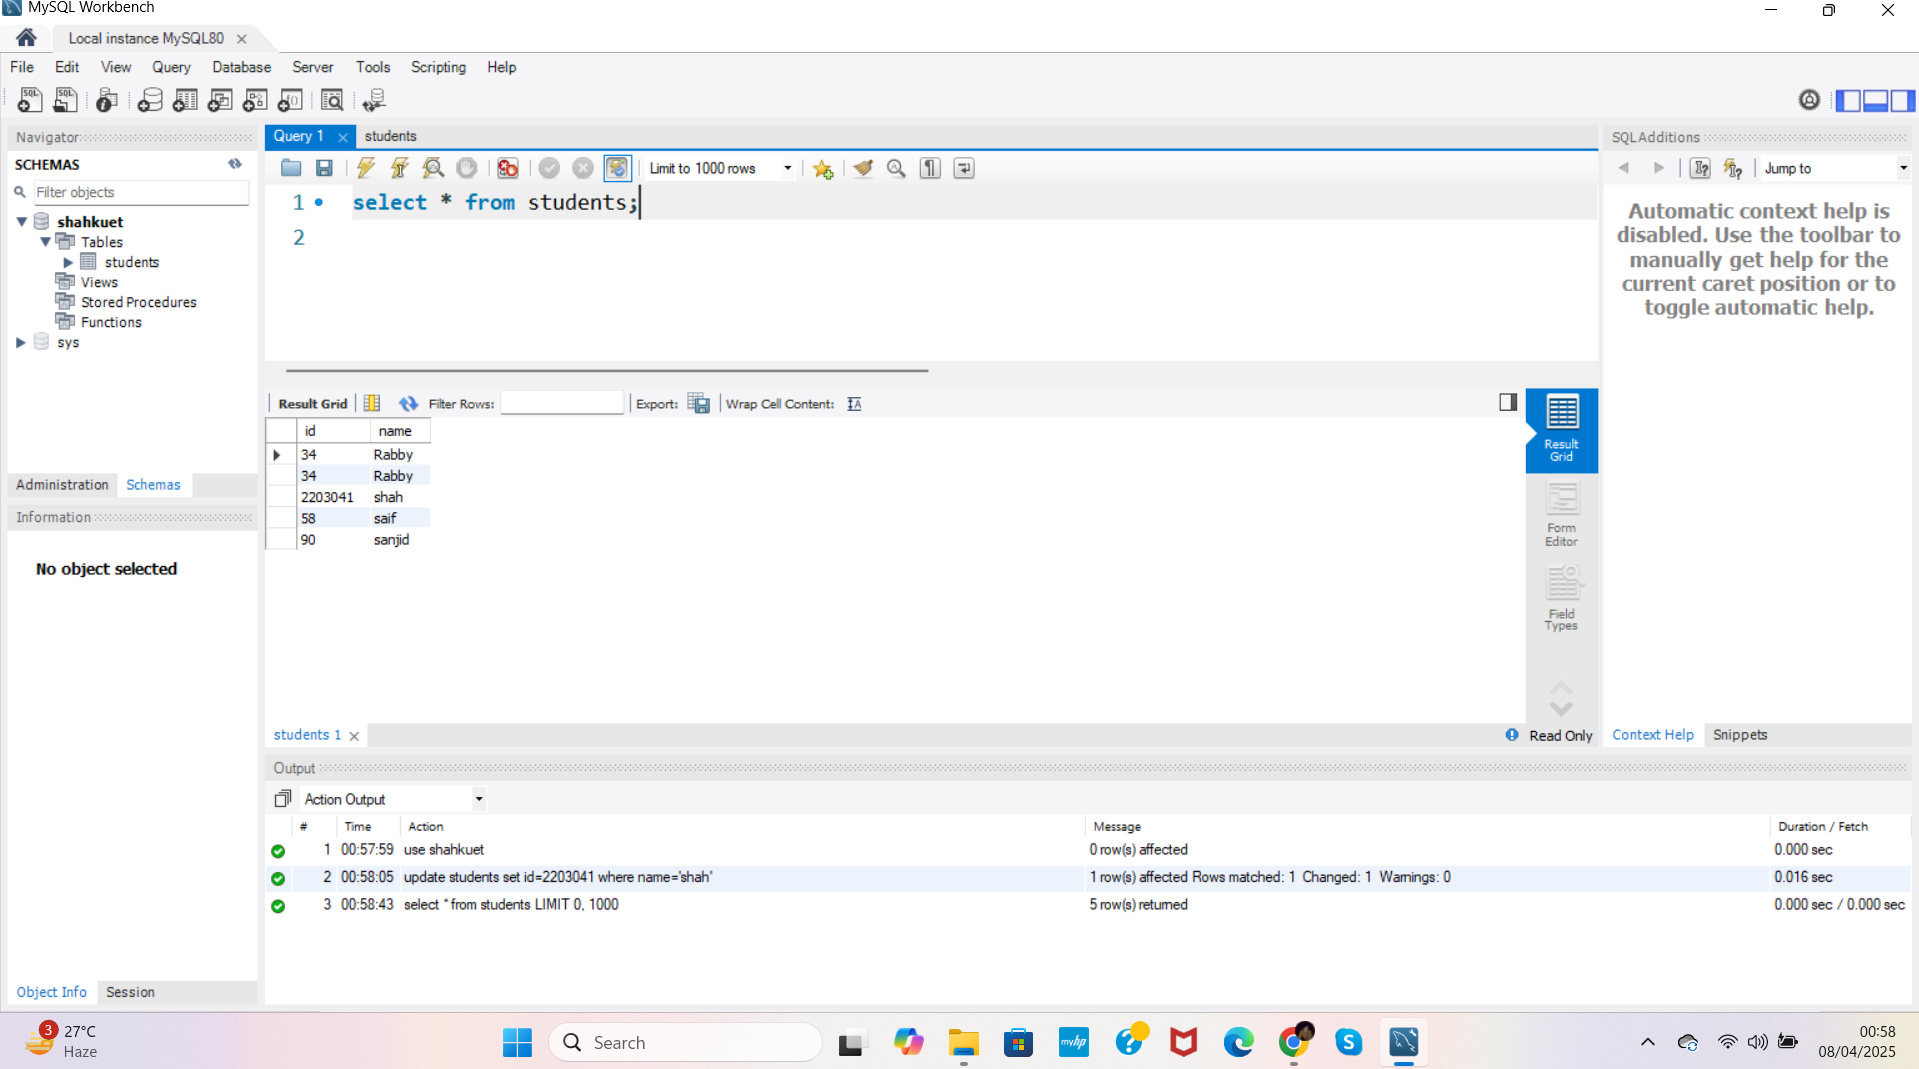 MySQL Workbench
Local instance MySQL80
File Edit View Query Database Server Tools Scripting Help
Navigator
SCHEMAS
Filter objects
shahkuet
Tables
students
Views
Stored Procedures
Functions
sys
Administration Schemas
Information
No object selected
Object Info Session
Query 1 students
Limit to 1000 rows
1 select * from students;
2
Result Grid Filter Rows: Export: Wrap Cell Content:
id name
34 Rabby
34 Rabby
2203041 shah
58 saif
90 sanjid
Result
Grid
Form
Editor
Field
Types
students 1 Read Only
Output
Action Output
# Time Action Message Duration / Fetch
1 00:57:59 use shahkuet 0 row(s) affected 0.000 sec
2 00:58:05 update students set id=2203041 where name='shah' 1 row(s) affected Rows matched: 1 Changed: 1 Warnings: 0 0.016 sec
3 00:58:43 select * from students LIMIT 0, 1000 5 row(s) returned 0.000 sec / 0.000 sec
SQLAdditions
Jump to
Automatic context help is
disabled. Use the toolbar to
manually get help for the
current caret position or to
toggle automatic help.
Context Help Snippets
3
27°C
Haze
Search
myhp
00:58
08/04/2025